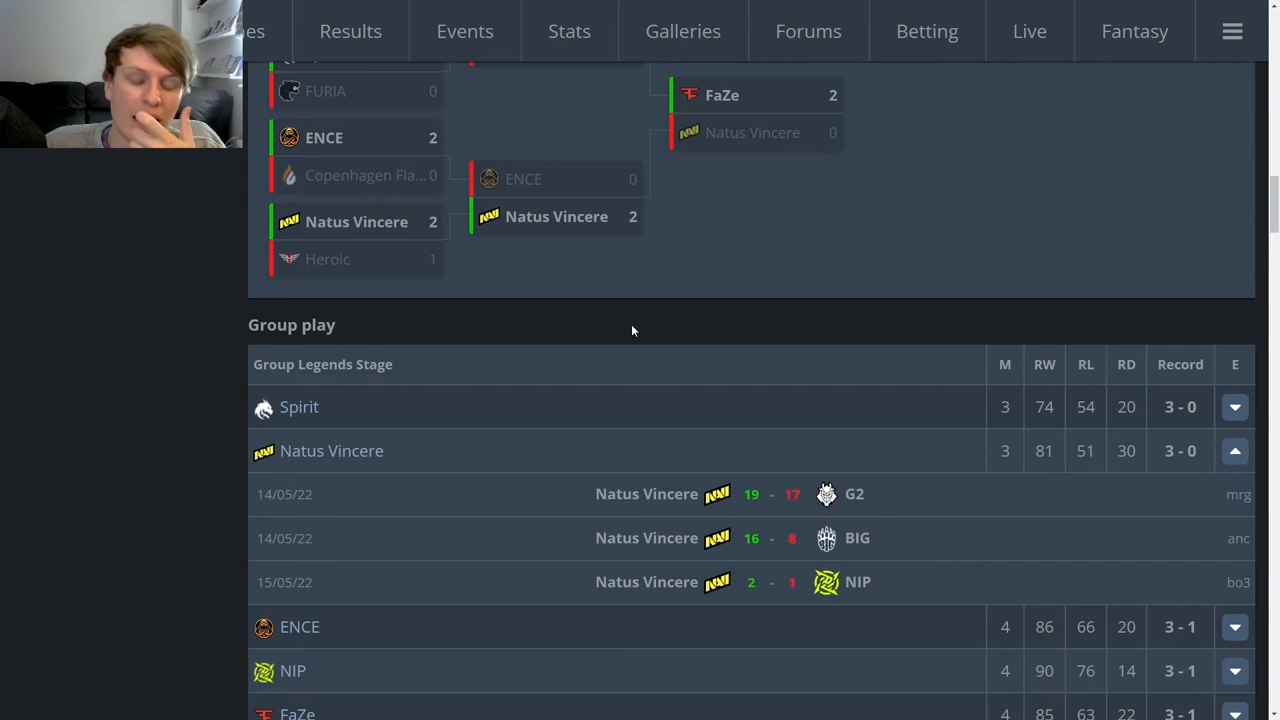 es Results Events Stats Galleries Forums Betting Live Fantasy
FURIA 0
FaZe 2
Natus Vincere 0
ENCE 2
Copenhagen Fla... 0
ENCE 0
Natus Vincere 2
Natus Vincere 2
Heroic 1
Group play
Group Legends Stage M RW RL RD Record E
Spirit 3 74 54 20 3 - 0
Natus Vincere 3 81 51 30 3 - 0
14/05/22 Natus Vincere 19 - 17 G2 mrg
14/05/22 Natus Vincere 16 - 8 BIG anc
15/05/22 Natus Vincere 2 - 1 NIP bo3
ENCE 4 86 66 20 3 - 1
NIP 4 90 76 14 3 - 1
FaZe 4 85 63 22 3 - 1